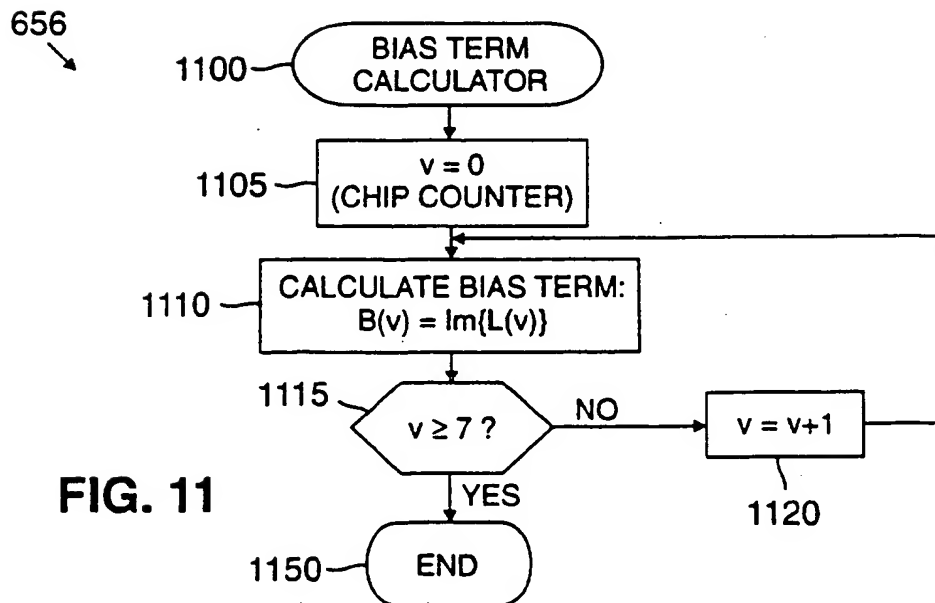 656
1100
BIAS TERM
CALCULATOR
1105
v = 0
(CHIP COUNTER)
1110
CALCULATE BIAS TERM:
B(v) = Im{L(v)}
1115
v ≥ 7 ?
NO
v = v+1
1120
YES
FIG. 11
1150
END